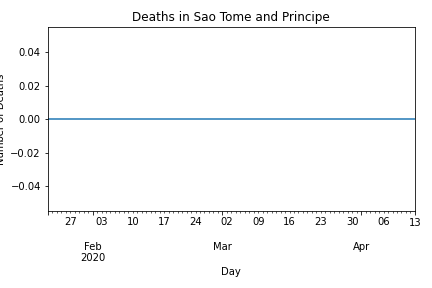 Deaths in Sao Tome and Principe
Number of Deaths
0.04
0.02
0.00
−0.02
−0.04
27 03 10 17 24 02 09 16 23 30 06 13
Feb Mar Apr
2020
Day